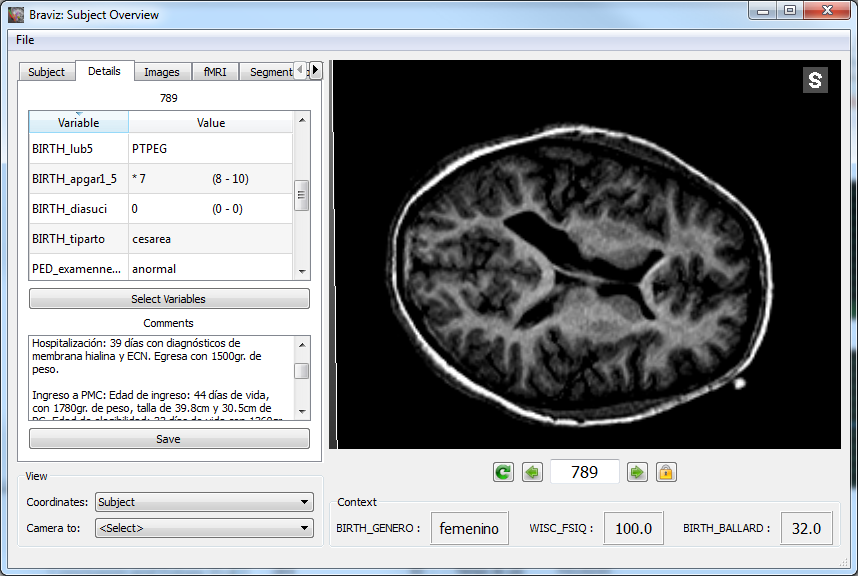 Braviz: Subject Overview
File
Subject Details Images fMRI Segment
789
Variable Value
BIRTH_lub5 PTPEG
BIRTH_apgar1_5 * 7 (8 - 10)
BIRTH_diasuci 0 (0 - 0)
BIRTH_tiparto cesarea
PED_examenne... anormal
Select Variables
Comments
Hospitalización: 39 días con diagnósticos de
membrana hialina y ECN. Egresa con 1500gr. de
peso.
Ingreso a PMC: Edad de ingreso: 44 días de vida,
con 1780gr. de peso, talla de 39.8cm y 30.5cm de
Save
View
Coordinates: Subject
Camera to: <Select>
S
789
Context
BIRTH_GENERO : femenino WISC_FSIQ : 100.0 BIRTH_BALLARD : 32.0